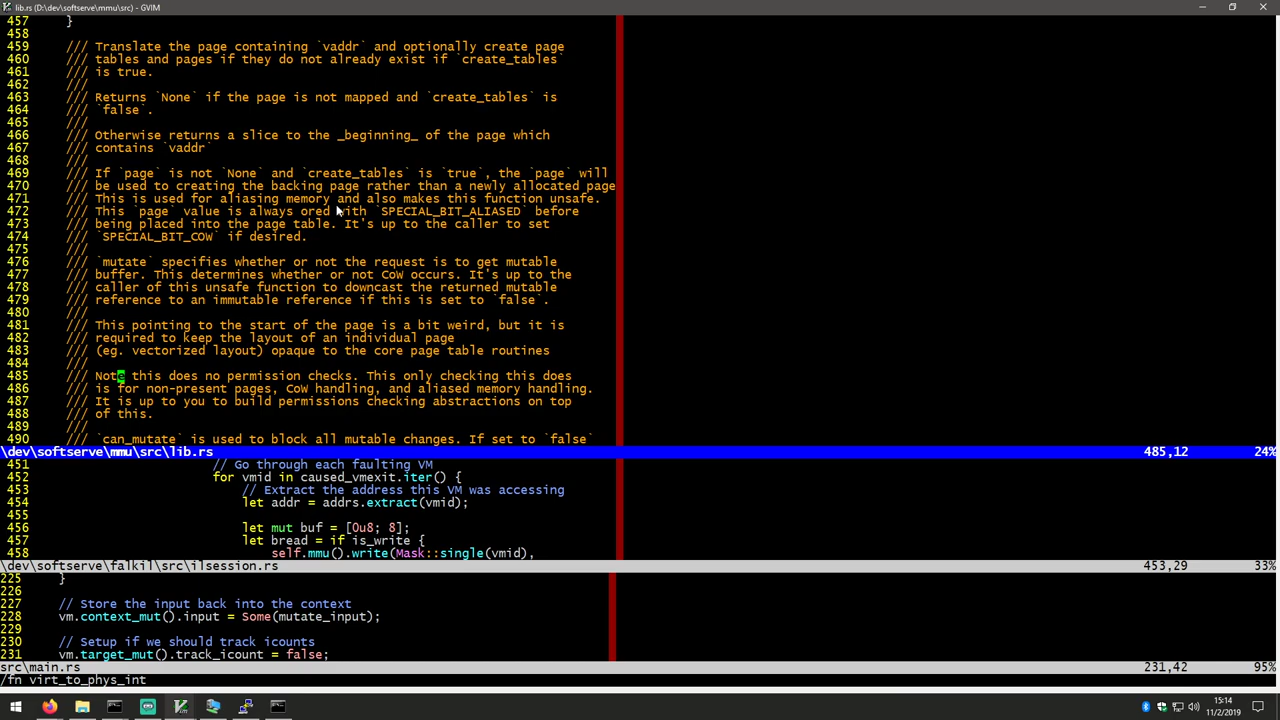 lib.rs (D:\dev\softserve\mmu\src) - GVIM
457     }
458
459     /// Translate the page containing `vaddr` and optionally create page
460     /// tables and pages if they do not already exist if `create_tables`
461     /// is true.
462     ///
463     /// Returns `None` if the page is not mapped and `create_tables` is
464     /// `false`.
465     ///
466     /// Otherwise returns a slice to the _beginning_ of the page which
467     /// contains `vaddr`
468     ///
469     /// If `page` is not `None` and `create_tables` is `true`, the `page` will
470     /// be used to creating the backing page rather than a newly allocated page
471     /// This is used for aliasing memory and also makes this function unsafe.
472     /// This `page` value is always ored with `SPECIAL_BIT_ALIASED` before
473     /// being placed into the page table. It's up to the caller to set
474     /// `SPECIAL_BIT_COW` if desired.
475     ///
476     /// `mutate` specifies whether or not the request is to get mutable
477     /// buffer. This determines whether or not CoW occurs. It's up to the
478     /// caller of this unsafe function to downcast the returned mutable
479     /// reference to an immutable reference if this is set to `false`.
480     ///
481     /// This pointing to the start of the page is a bit weird, but it is
482     /// required to keep the layout of an individual page
483     /// (eg. vectorized layout) opaque to the core page table routines
484     ///
485     /// Note this does no permission checks. This only checking this does
486     /// is for non-present pages, CoW handling, and aliased memory handling.
487     /// It is up to you to build permissions checking abstractions on top
488     /// of this.
489     ///
490     /// `can_mutate` is used to block all mutable changes. If set to `false`
\dev\softserve\mmu\src\lib.rs 485,12 24%
451                         // Go through each faulting VM
452                         for vmid in caused_vmexit.iter() {
453                             // Extract the address this VM was accessing
454                             let addr = addrs.extract(vmid);
455
456                             let mut buf = [0u8; 8];
457                             let bread = if is_write {
458                                 self.mmu().write(Mask::single(vmid),
\dev\softserve\falkil\src\ilsession.rs 453,29 33%
225     }
226
227     // Store the input back into the context
228     vm.context_mut().input = Some(mutate_input);
229
230     // Setup if we should track icounts
231     vm.target_mut().track_icount = false;
src\main.rs 231,42 95%
/fn virt_to_phys_int
15:14
11/2/2019